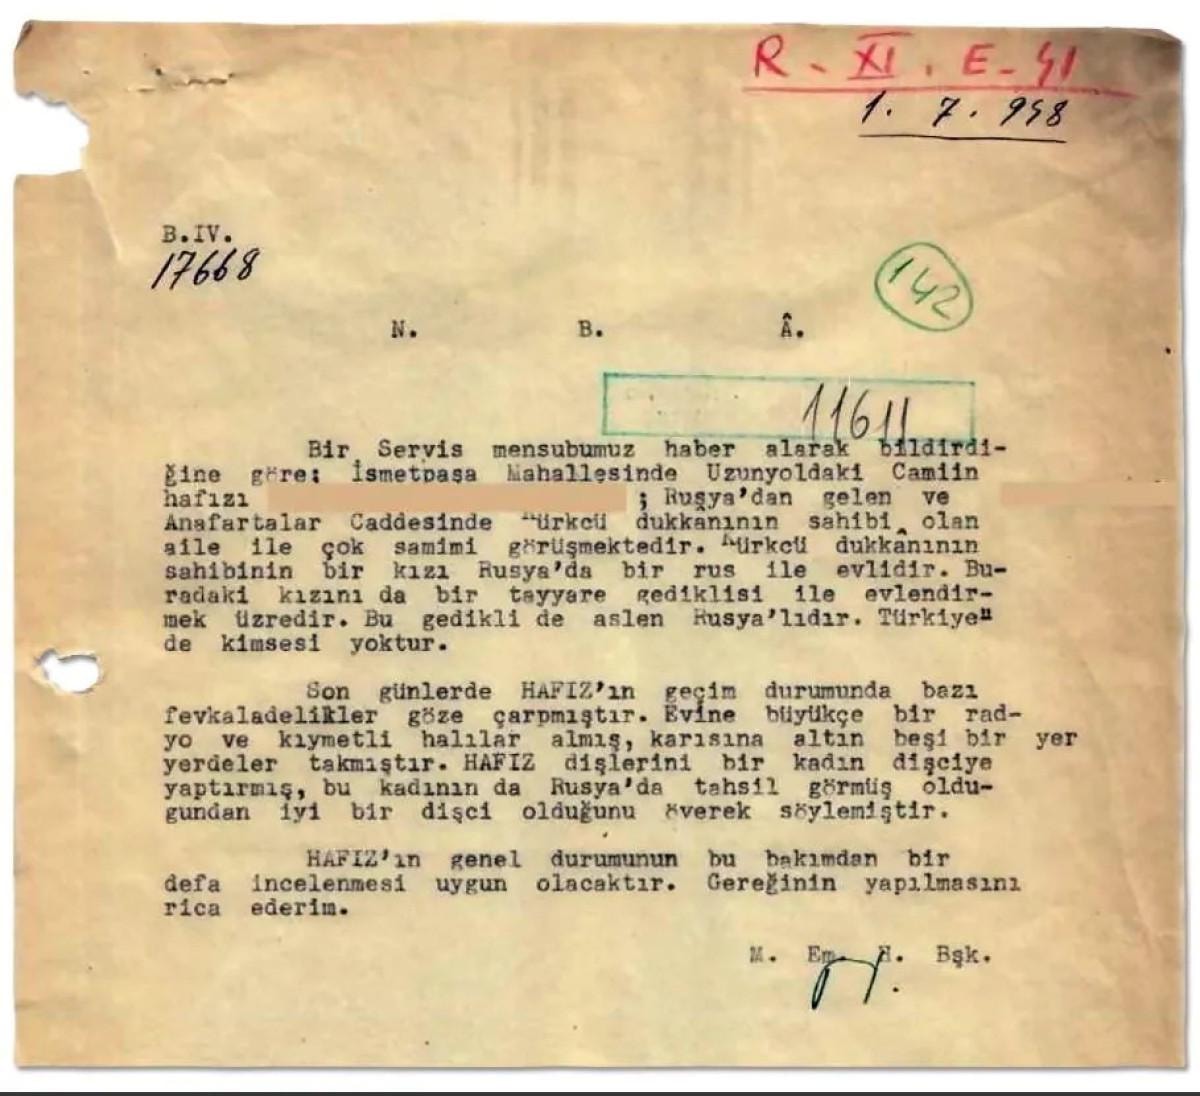 R - XI. E - 41
1. 7. 948
B.IV.
17668
142
N. B. Â.
11611
Bir Servis mensubumuz haber alarak bildirdi-
ğine göre; İsmetpaşa Mahallesinde Uzunyoldaki Camiin
hafızı ; Rusya'dan gelen ve
Anafartalar Caddesinde Kürkcü dukkanının sahibi olan
aile ile çok samimi görüşmektedir. Kürkcü dukkanının
sahibinin bir kızı Rusya'da bir rus ile evlidir. Bu-
radaki kızını da bir tayyare gediklisi ile evlendir-
mek üzredir. Bu gedikli de aslen Rusya'lıdır. Türkiye"
de kimsesi yoktur.
Son günlerde HAFIZ'ın geçim durumunda bazı
fevkaladelikler göze çarpmıştır. Evine büyükçe bir rad-
yo ve kıymetli halılar almış, karısına altın beşi bir yer
yerdeler takmıştır. HAFIZ dişlerini bir kadın dişciye
yaptırmış, bu kadının da Rusya'da tahsil görmüş oldu-
gundan iyi bir dişci olduğunu överek söylemiştir.
HAFIZ'ın genel durumunun bu bakımdan bir
defa incelenmesi uygun olacaktır. Gereğinin yapılmasını
rica ederim.
M. Em. H. Bşk.